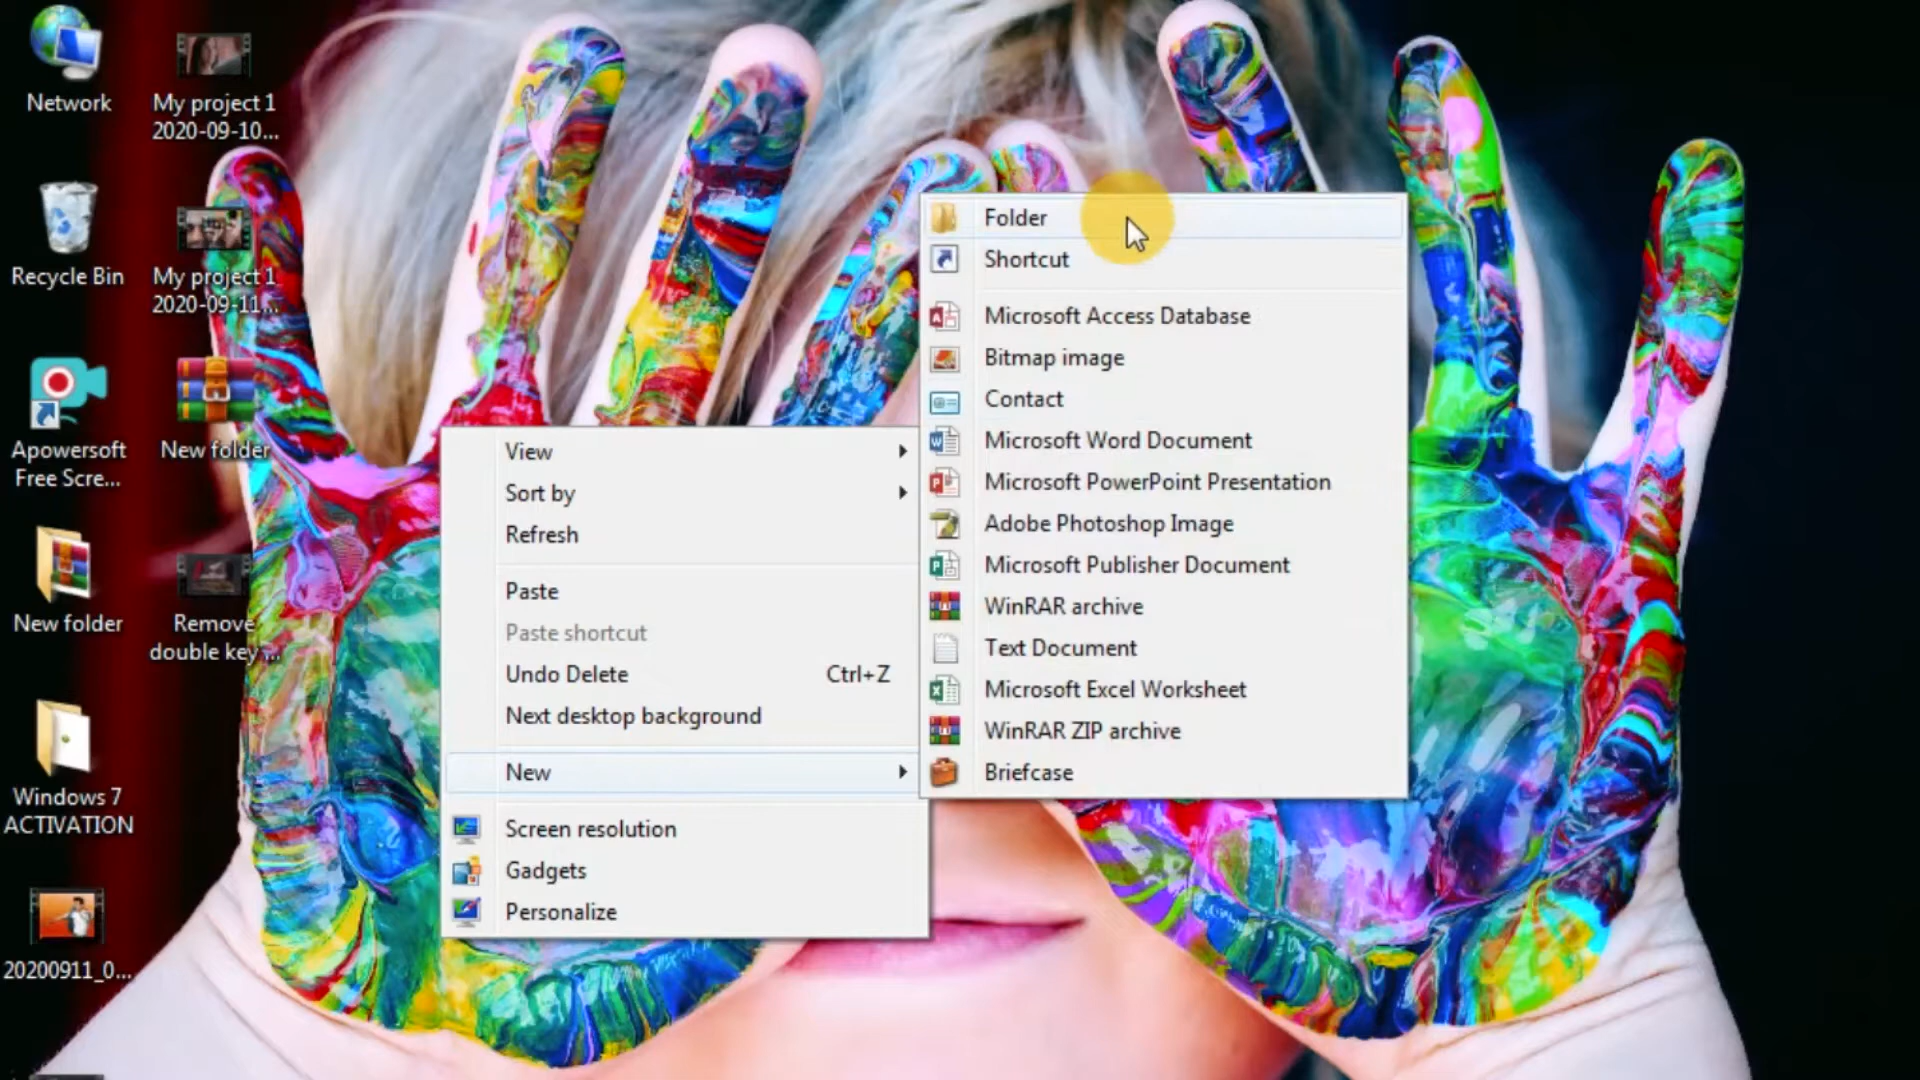 Network
My project 1
2020-09-10...
Recycle Bin
My project 1
2020-09-11...
Apowersoft
Free Scre...
New folder
New folder
Remove
double key ...
Windows 7
ACTIVATION
20200911_0...
View
Sort by
Refresh
Paste
Paste shortcut
Undo Delete Ctrl+Z
Next desktop background
New
Screen resolution
Gadgets
Personalize
Folder
Shortcut
Microsoft Access Database
Bitmap image
Contact
Microsoft Word Document
Microsoft PowerPoint Presentation
Adobe Photoshop Image
Microsoft Publisher Document
WinRAR archive
Text Document
Microsoft Excel Worksheet
WinRAR ZIP archive
Briefcase